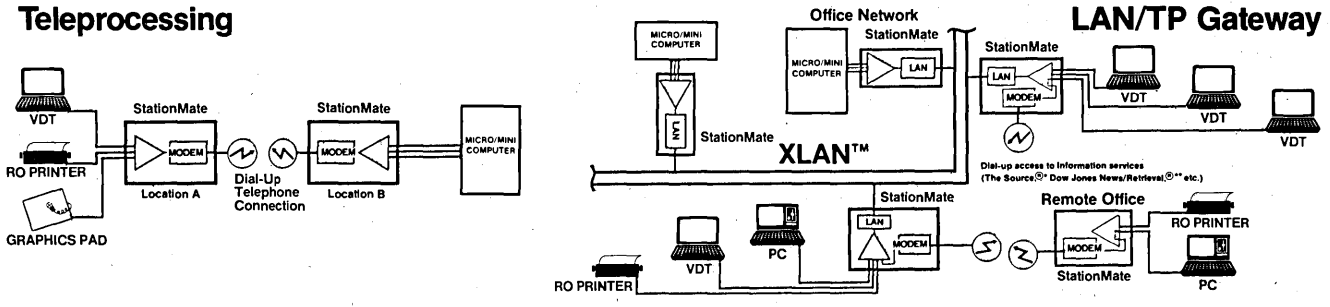 Teleprocessing
VDT
StationMate
MODEM
RO PRINTER
Location A
GRAPHICS PAD
Dial-Up
Telephone
Connection
StationMate
MODEM
Location B
MICRO/MINI
COMPUTER
LAN/TP Gateway
Office Network
MICRO/MINI
COMPUTER
LAN
StationMate
MICRO/MINI
COMPUTER
StationMate
LAN
StationMate
LAN
MODEM
VDT
VDT
VDT
XLAN™
Dial-up access to information services
(The Source,®* Dow Jones News/Retrieval,®** etc.)
StationMate
LAN
MODEM
RO PRINTER
VDT
PC
Remote Office
MODEM
StationMate
RO PRINTER
PC